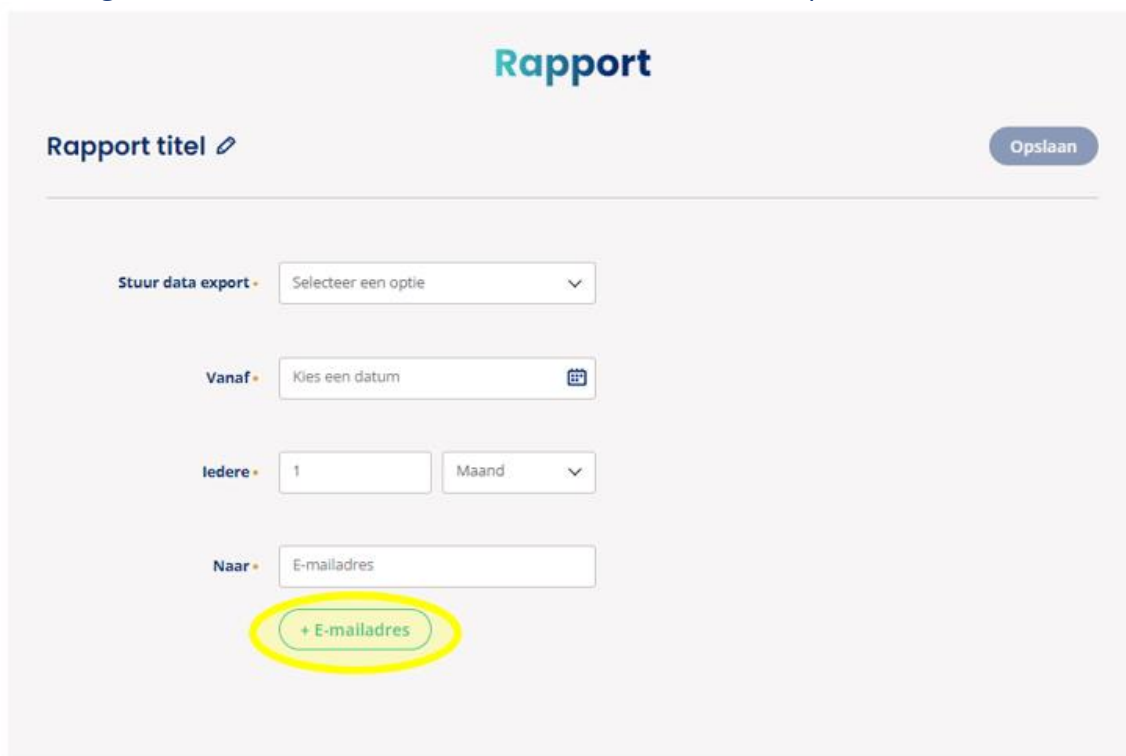 Rapport
Rapport titel
Opslaan
Stuur data export
Selecteer een optie
Vanaf
Kies een datum
Iedere
1
Maand
Naar
E-mailadres
+ E-mailadres